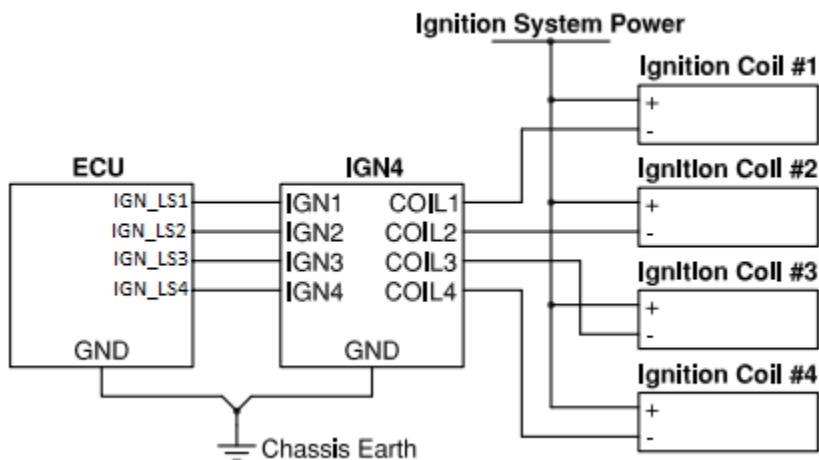 Ignition System Power
Ignition Coil #1
+
-
ECU
IGN4
Ignition Coil #2
IGN_LS1
IGN1
COIL1
+
IGN_LS2
IGN2
COIL2
-
IGN_LS3
IGN3
COIL3
Ignition Coil #3
IGN_LS4
IGN4
COIL4
+
-
GND
GND
Ignition Coil #4
+
-
Chassis Earth